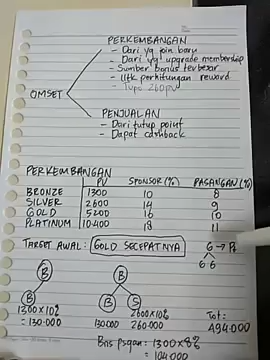 PERKEMBANGAN
- Dari yg join baru
- Dari yg upgrade membership
- Sumber bonus terbesar
- Utk perhitungan reward
- Tupo 260pv
OMSET
PENJUALAN
- Dari tutup point
- Dapat cashback
PERKEMBANGAN
PV SPONSOR (%) PASANGAN (%)
BRONZE 1300 10 8
SILVER 2600 14 9
GOLD 5200 16 10
PLATINUM 10400 18 11
TARGET AWAL: GOLD SECEPATNYA
G → Pt
G G
B B
B B S
1300 x 10% 2600 x 10% Tot:
= 130.000 130.000 260.000 494.000
Bns psgan: = 1300 x 8%
= 104.000